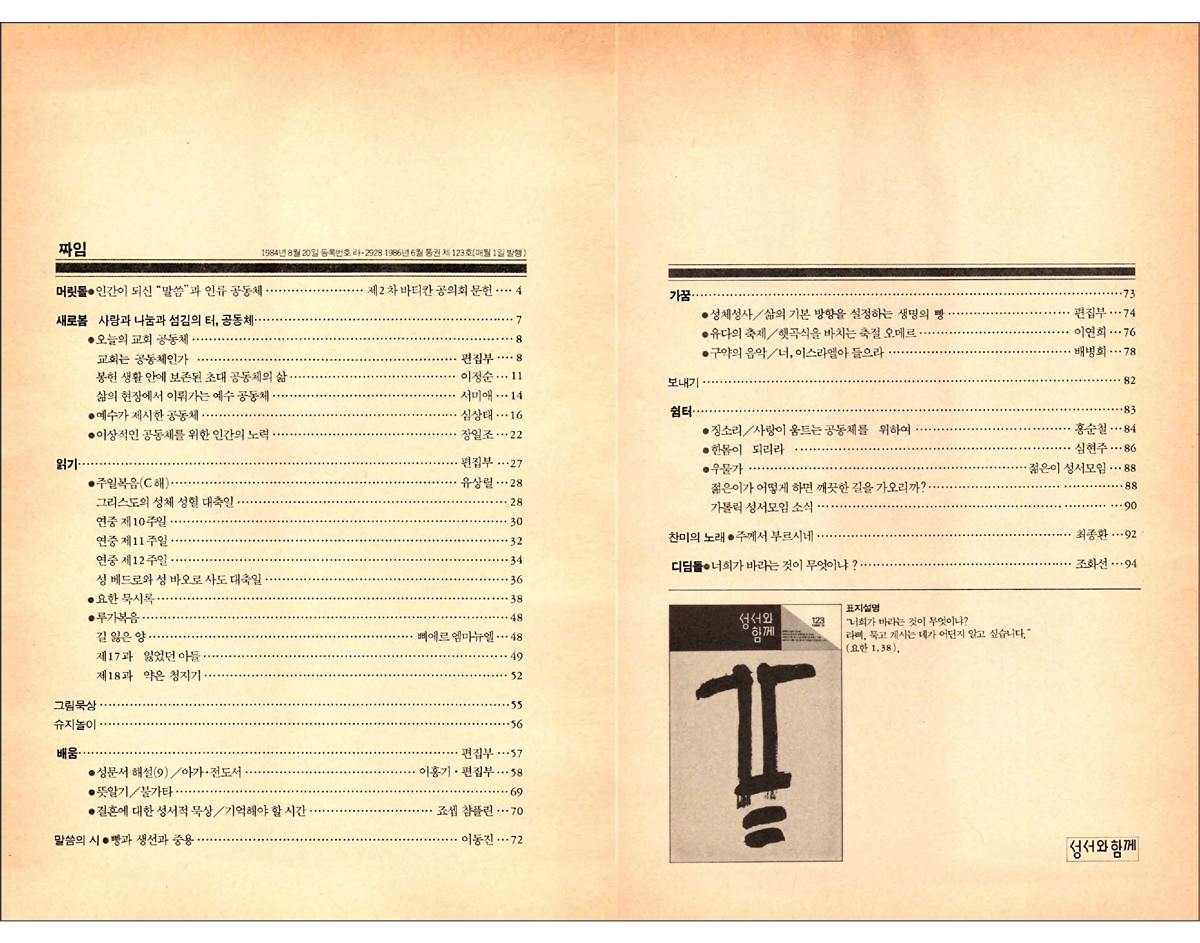 짜임
1984년 8월 20일 등록번호 라-2928 1986년 6월 통권 제 123호(매월 1일 발행)
머릿돌●인간이 되신 “말씀”과 인류 공동체 ········ 제2차 바티칸 공의회 문헌 ···· 4
새로봄 사랑과 나눔과 섬김의 터, 공동체 ········ 7
●오늘의 교회 공동체 ········ 8
교회는 공동체인가 ········ 편집부 ··· 8
봉헌 생활 안에 보존된 초대 공동체의 삶 ········ 이정순 ··· 11
삶의 현장에서 이뤄가는 예수 공동체 ········ 서미애 ··· 14
●예수가 제시한 공동체 ········ 심상태 ··· 16
●이상적인 공동체를 위한 인간의 노력 ········ 장일조 ··· 22
읽기 ········ 편집부 ··· 27
●주일복음(C해) ········ 유상렬 ··· 28
그리스도의 성체 성혈 대축일 ········ 28
연중 제10주일 ········ 30
연중 제11주일 ········ 32
연중 제12주일 ········ 34
성 베드로와 성 바오로 사도 대축일 ········ 36
●요한 묵시록 ········ 38
●루가복음 ········ 48
길 잃은 양 ········ 삐에르 엠마뉴엘 ··· 48
제17과 잃었던 아들 ········ 49
제18과 약은 청지기 ········ 52
그림묵상 ········ 55
슈지놀이 ········ 56
배움 ········ 편집부 ··· 57
●성문서 해설(9)／아가·전도서 ········ 이홍기·편집부 ··· 58
●뜻알기／불가타 ········ 69
●결혼에 대한 성서적 묵상／기억해야 할 시간 ········ 죠셉 참플린 ··· 70
말씀의 시 ●빵과 생선과 중용 ········ 이동진 ··· 72
가꿈 ········ 73
●성체성사／삶의 기본 방향을 설정하는 생명의 빵 ········ 편집부 ··· 74
●유다의 축제／햇곡식을 바치는 축절 오메르 ········ 이연희 ··· 76
●구약의 음악／너, 이스라엘아 들으라 ········ 배병희 ··· 78
보내기 ········ 82
쉼터 ········ 83
●징소리／사랑이 움트는 공동체를 위하여 ········ 홍순철 ··· 84
●한몸이 되리라 ········ 심현주 ··· 86
●우물가 ········ 젊은이 성서모임 ··· 88
젊은이가 어떻게 하면 깨끗한 길을 가오리까? ········ 88
가톨릭 성서모임 소식 ········ 90
찬미의 노래 ●주께서 부르시네 ········ 최종환 ··· 92
디딤돌●너희가 바라는 것이 무엇이냐? ········ 조화선 ··· 94
성서와
함께
123
표지설명
“너희가 바라는 것이 무엇이냐?
라삐, 묵고 계시는 데가 어딘지 알고 싶습니다.”
(요한 1,38).
성서와함께